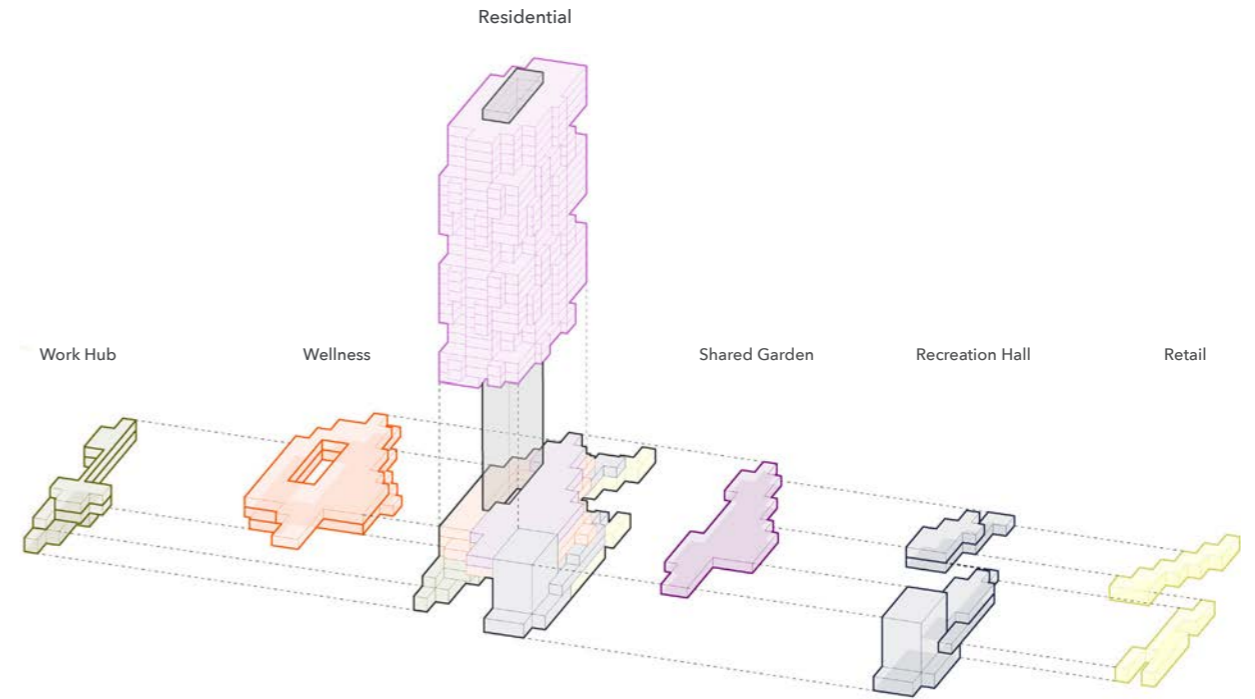 Residential
Work Hub
Wellness
Shared Garden
Recreation Hall
Retail